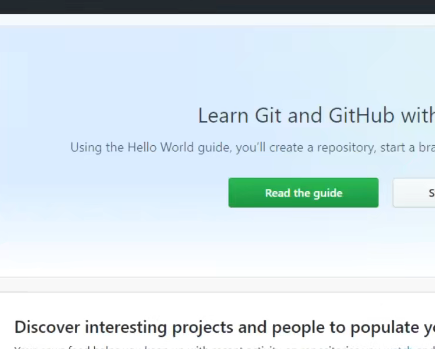 Learn Git and GitHub with
Using the Hello World guide, you'll create a repository, start a bra
Read the guide
S
Discover interesting projects and people to populate yo